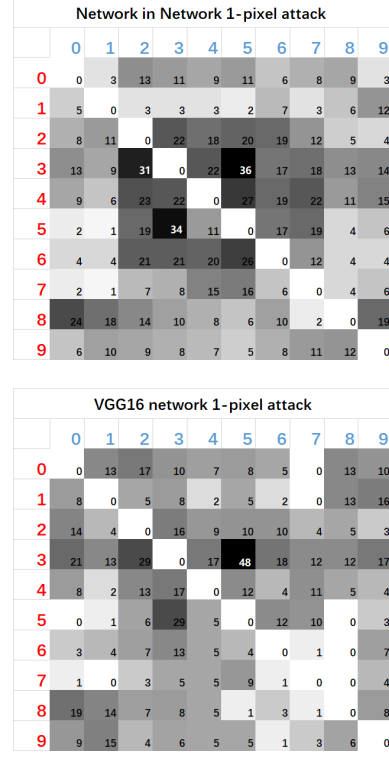 Network in Network 1-pixel attack
0 1 2 3 4 5 6 7 8 9
0 0 3 13 11 9 11 6 8 9 3
1 5 0 3 3 3 2 7 3 6 12
2 8 11 0 22 18 20 19 12 5 4
3 13 9 31 0 22 36 17 18 13 14
4 9 6 23 22 0 27 19 22 11 15
5 2 1 19 34 11 0 17 19 4 6
6 4 4 21 21 20 26 0 12 4 4
7 2 1 7 8 15 16 6 0 4 6
8 24 18 14 10 8 6 10 2 0 19
9 6 10 9 8 7 5 8 11 12 0
VGG16 network 1-pixel attack
0 1 2 3 4 5 6 7 8 9
0 0 13 17 10 7 8 5 0 13 10
1 8 0 5 8 2 5 2 0 13 16
2 14 4 0 16 9 10 10 4 5 3
3 21 13 29 0 17 48 18 12 12 17
4 8 2 13 17 0 12 4 11 5 4
5 0 1 6 29 5 0 12 10 0 3
6 3 4 7 13 5 4 0 1 0 7
7 1 0 3 5 5 9 1 0 0 4
8 19 14 7 8 5 1 3 1 0 8
9 9 15 4 6 5 5 1 3 6 0